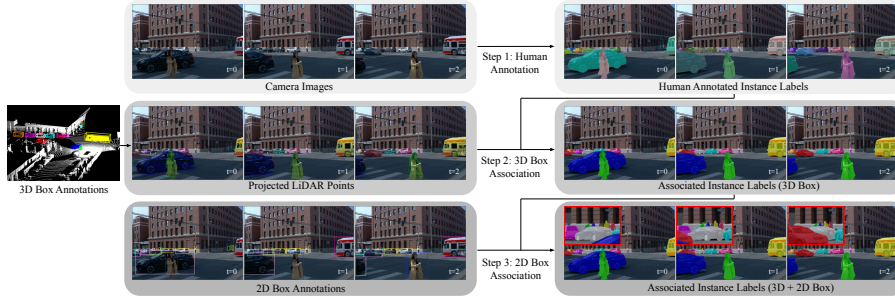 t=0
t=1
t=2
Camera Images
Step 1: Human
Annotation
t=0
t=1
t=2
Human Annotated Instance Labels
3D Box Annotations
t=0
t=1
t=2
Projected LiDAR Points
Step 2: 3D Box
Association
t=0
t=1
t=2
Associated Instance Labels (3D Box)
t=0
t=1
t=2
2D Box Annotations
Step 3: 2D Box
Association
t=0
t=1
t=2
Associated Instance Labels (3D + 2D Box)